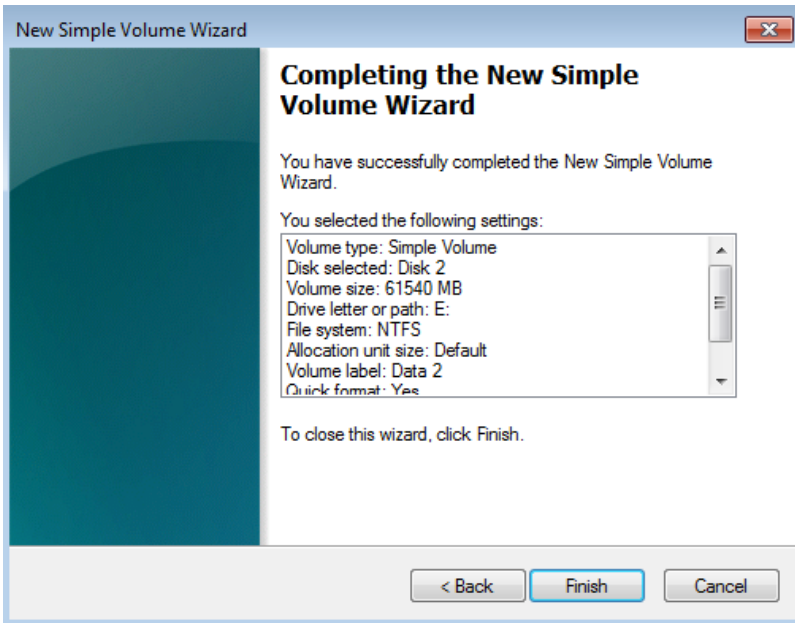 New Simple Volume Wizard
Completing the New Simple
Volume Wizard
You have successfully completed the New Simple Volume
Wizard.
You selected the following settings:
Volume type: Simple Volume
Disk selected: Disk 2
Volume size: 61540 MB
Drive letter or path: E:
File system: NTFS
Allocation unit size: Default
Volume label: Data 2
Quick format: Yes
To close this wizard, click Finish.
< Back
Finish
Cancel